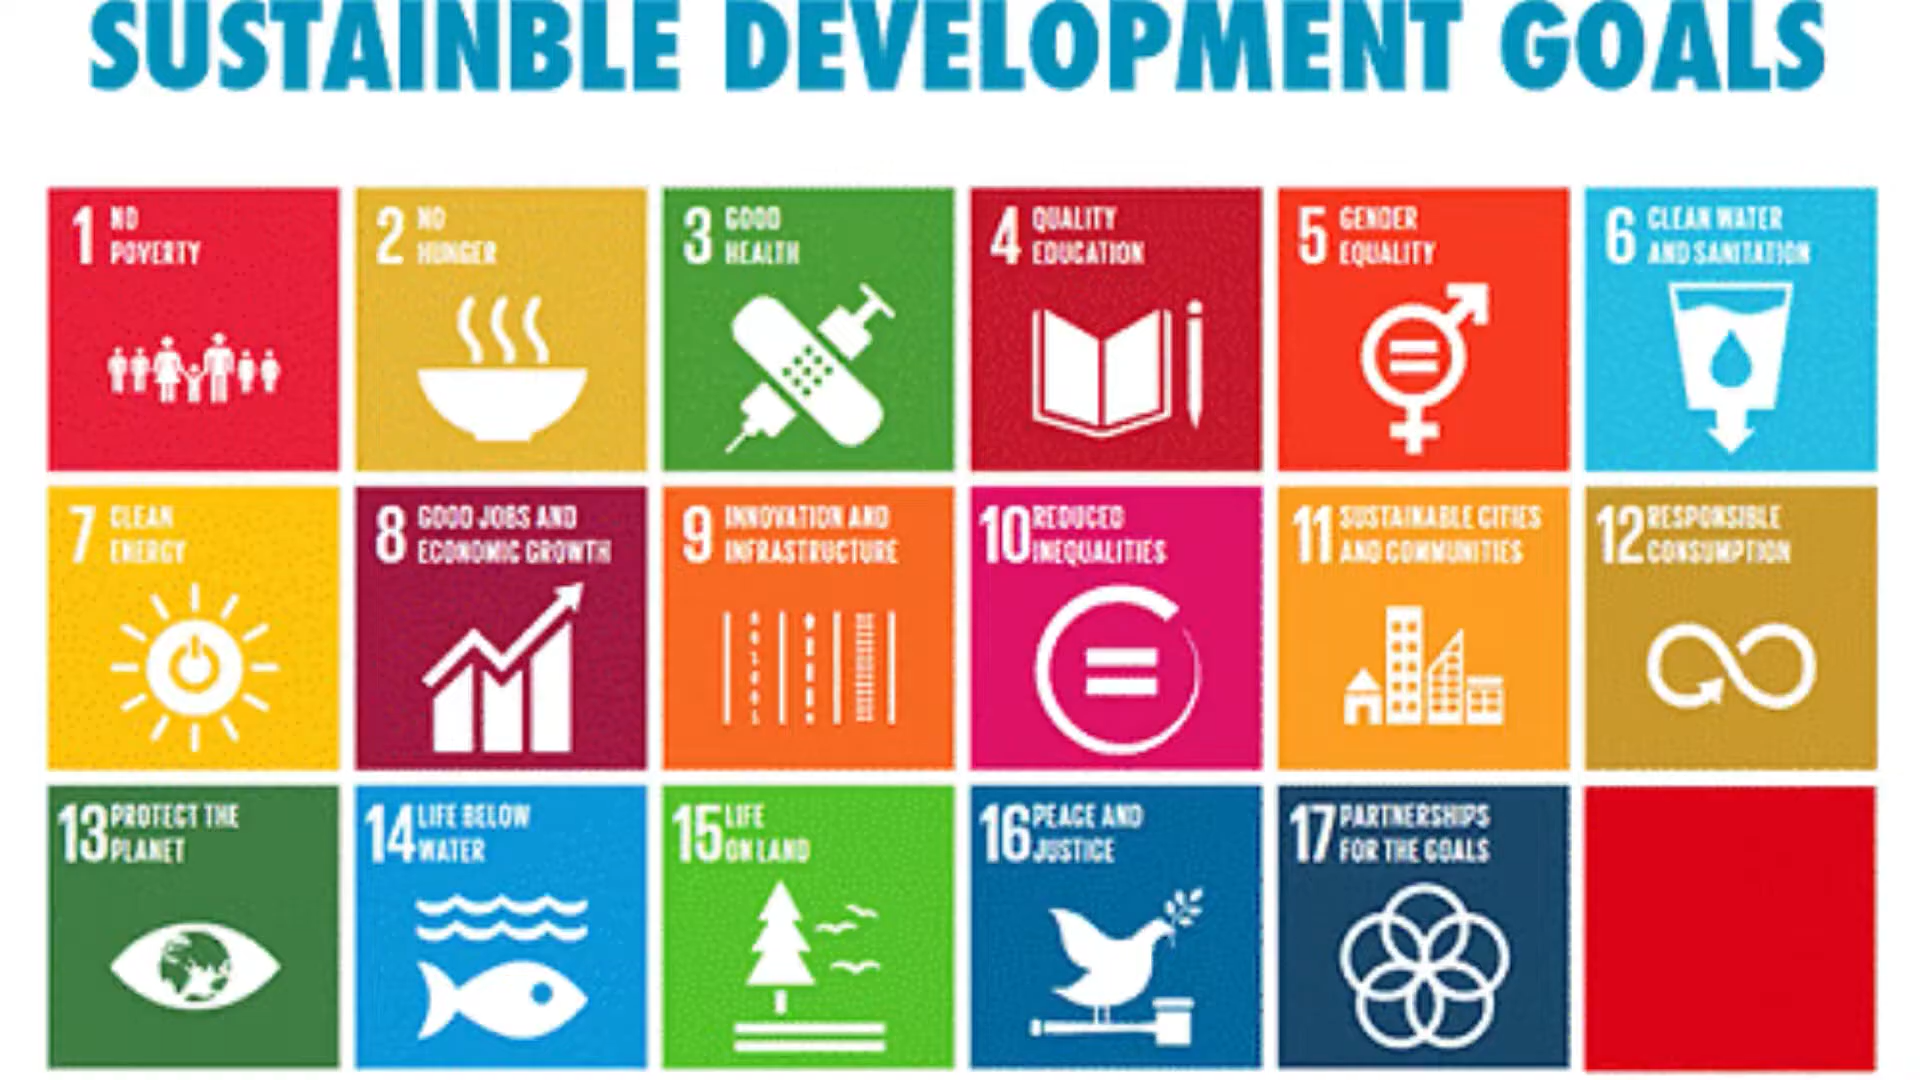 SUSTAINBLE DEVELOPMENT GOALS
1 NO
POVERTY
2 NO
HUNGER
3 GOOD
HEALTH
4 QUALITY
EDUCATION
5 GENDER
EQUALITY
6 CLEAN WATER
AND SANITATION
7 CLEAN
ENERGY
8 GOOD JOBS AND
ECONOMIC GROWTH
9 INNOVATION AND
INFRASTRUCTURE
10 REDUCED
INEQUALITIES
11 SUSTAINABLE CITIES
AND COMMUNITIES
12 RESPONSIBLE
CONSUMPTION
13 PROTECT THE
PLANET
14 LIFE BELOW
WATER
15 LIFE
ON LAND
16 PEACE AND
JUSTICE
17 PARTNERSHIPS
FOR THE GOALS